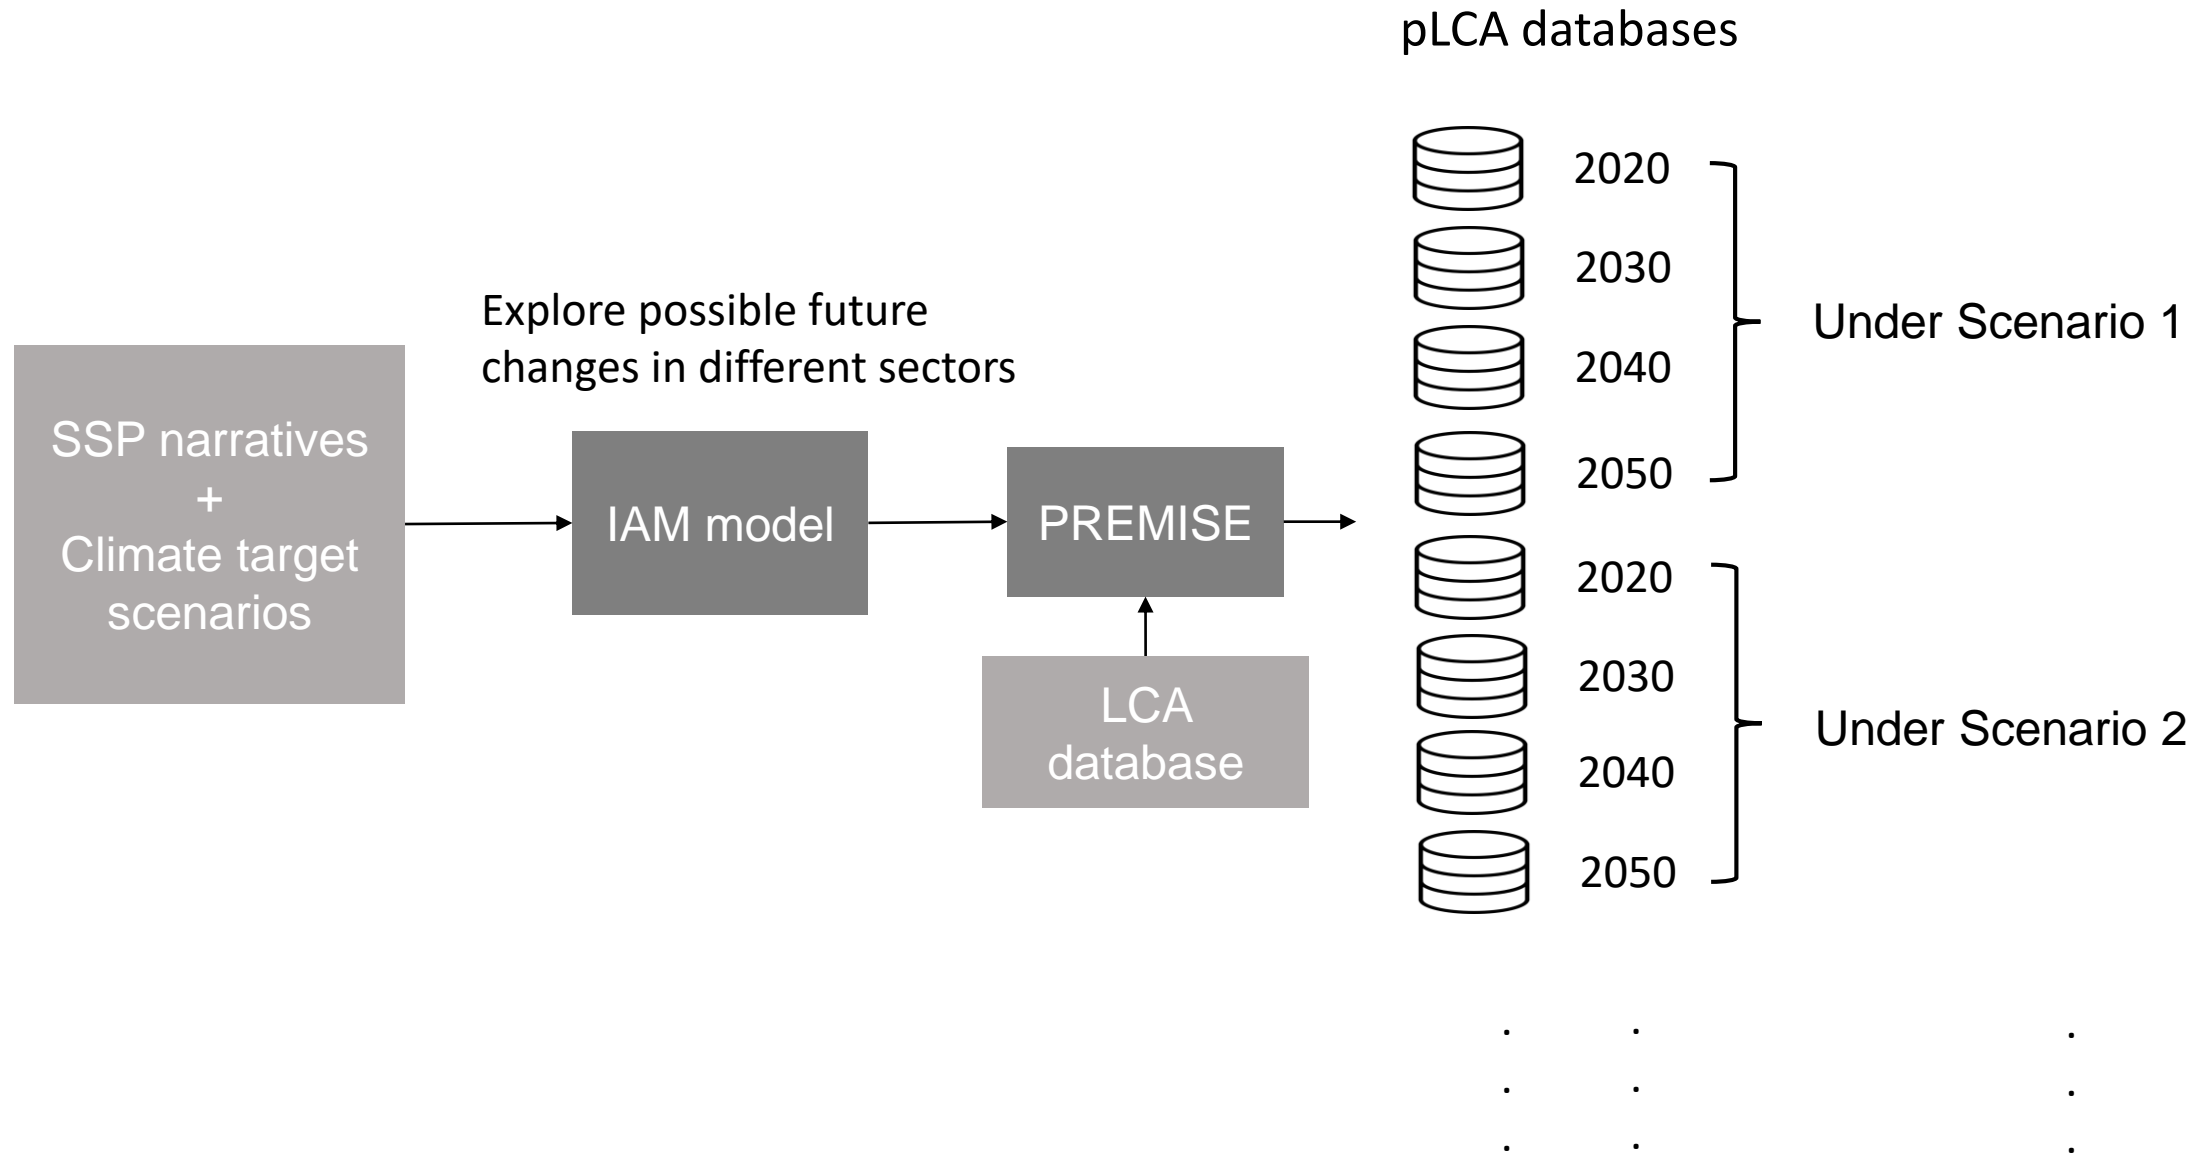 pLCA databases
Explore possible future
changes in different sectors
SSP narratives
+
Climate target
scenarios
IAM model
PREMISE
LCA
database
2020
2030
2040
2050
Under Scenario 1
2020
2030
2040
2050
Under Scenario 2
. . .
. . .
. . .